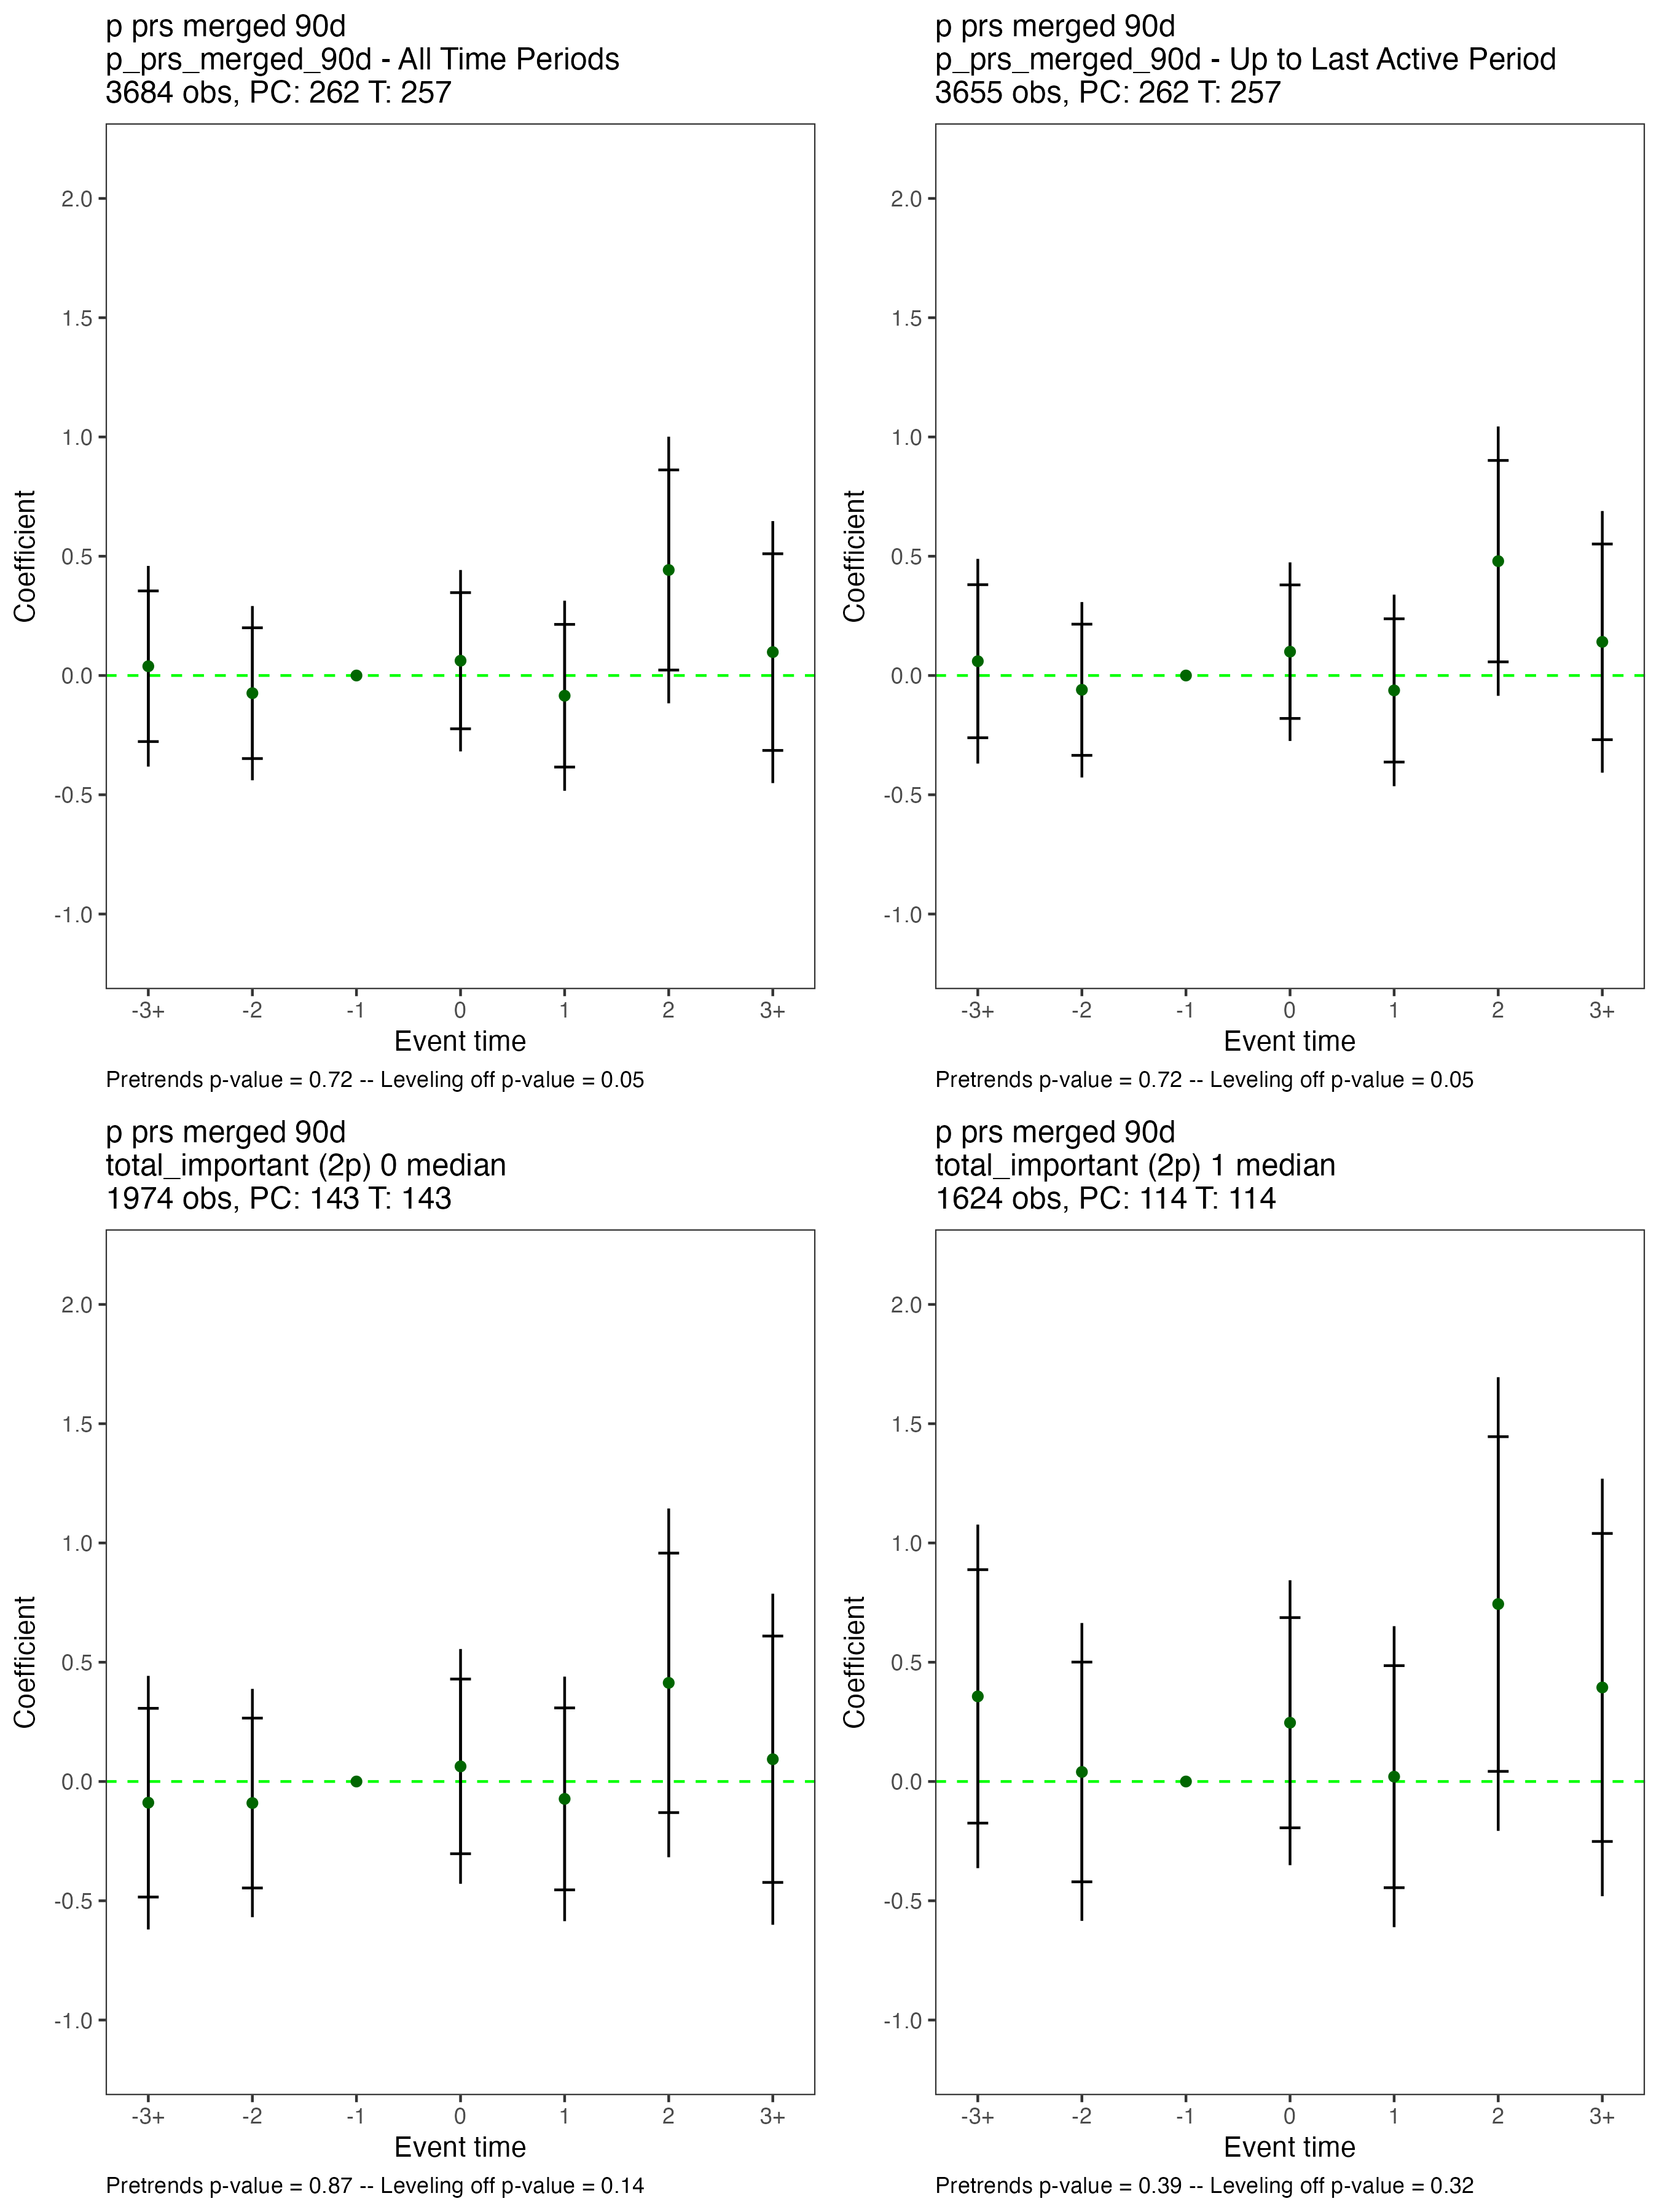 p prs merged 90d
p_prs_merged_90d - All Time Periods
3684 obs, PC: 262 T: 257
Coefficient
2.0
1.5
1.0
0.5
0.0
-0.5
-1.0
-3+ -2 -1 0 1 2 3+
Event time
Pretrends p-value = 0.72 -- Leveling off p-value = 0.05
p prs merged 90d
p_prs_merged_90d - Up to Last Active Period
3655 obs, PC: 262 T: 257
Coefficient
2.0
1.5
1.0
0.5
0.0
-0.5
-1.0
-3+ -2 -1 0 1 2 3+
Event time
Pretrends p-value = 0.72 -- Leveling off p-value = 0.05
p prs merged 90d
total_important (2p) 0 median
1974 obs, PC: 143 T: 143
Coefficient
2.0
1.5
1.0
0.5
0.0
-0.5
-1.0
-3+ -2 -1 0 1 2 3+
Event time
Pretrends p-value = 0.87 -- Leveling off p-value = 0.14
p prs merged 90d
total_important (2p) 1 median
1624 obs, PC: 114 T: 114
Coefficient
2.0
1.5
1.0
0.5
0.0
-0.5
-1.0
-3+ -2 -1 0 1 2 3+
Event time
Pretrends p-value = 0.39 -- Leveling off p-value = 0.32